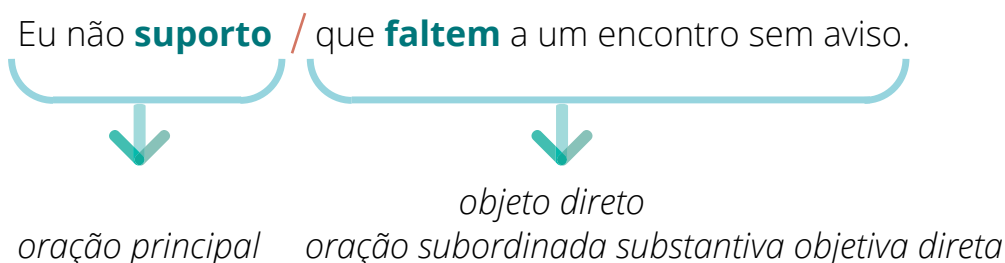 Eu não suporto / que faltem a um encontro sem aviso.
objeto direto
oração principal oração subordinada substantiva objetiva direta